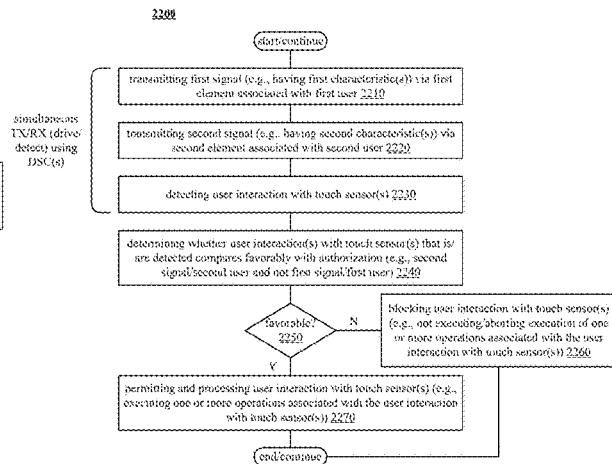 2200
start/continue
transmitting first signal (e.g., having first characteristic(s)) via first
element associated with first user 2210
simultaneous
TX/RX (drive/
detect) using
DSC(s)
transmitting second signal (e.g., having second characteristic(s)) via
second element associated with second user 2220
detecting user interaction with touch sensor(s) 2230
determining whether user interaction(s) with touch sensor(s) that is/
are detected compares favorably with authorization (e.g., second
signal/second user and not first signal/first user) 2240
favorable?
2250
N
Y
blocking user interaction with touch sensor(s)
(e.g., not executing/aborting execution of one
or more operations associated with the user
interaction with touch sensor(s)) 2260
permitting and processing user interaction with touch sensor(s) (e.g.,
executing one or more operations associated with the user interaction
with touch sensor(s)) 2270
end/continue